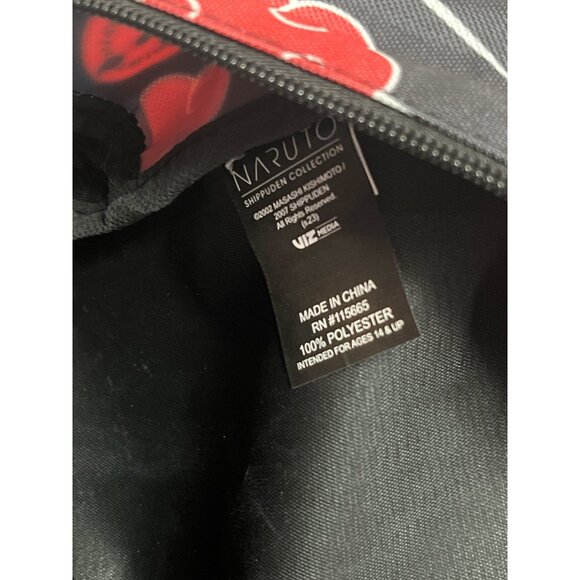 NARUTO
SHIPPUDEN COLLECTION
©2002 MASASHI KISHIMOTO /
2007 SHIPPUDEN
All Rights Reserved.
(s23)
VIZ MEDIA
MADE IN CHINA
RN #115665
100% POLYESTER
INTENDED FOR AGES 14 & UP